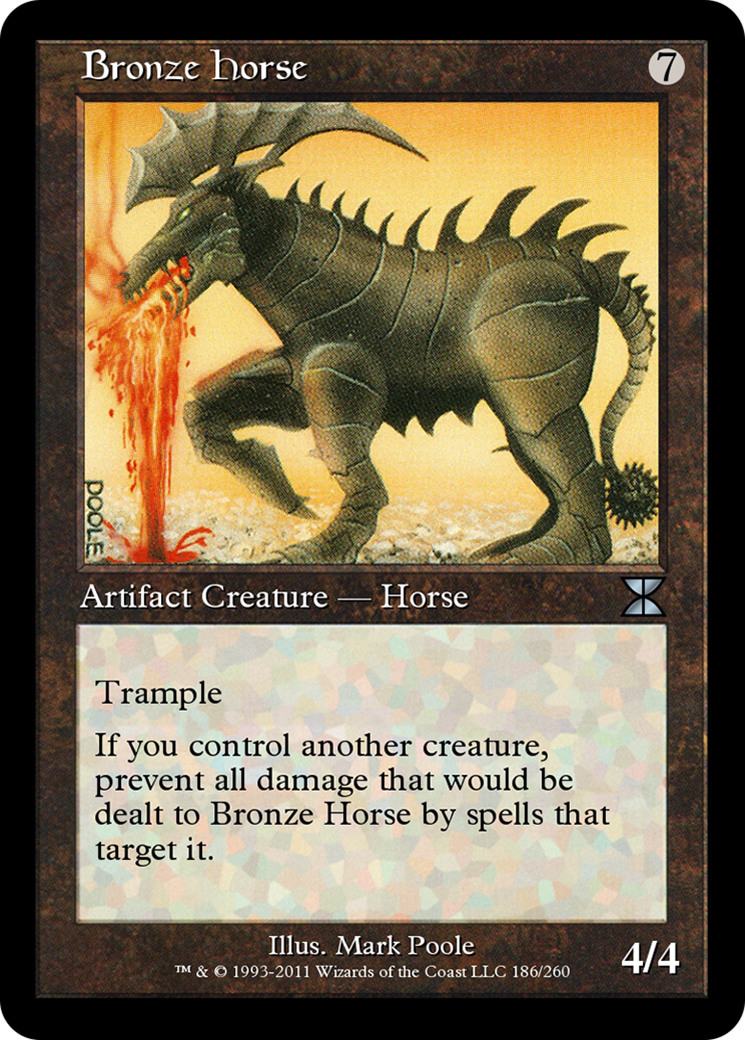 Bronze Horse
7
POOLE
Artifact Creature — Horse
Trample
If you control another creature,
prevent all damage that would be
dealt to Bronze Horse by spells that
target it.
Illus. Mark Poole
™ & © 1993-2011 Wizards of the Coast LLC 186/260
4/4